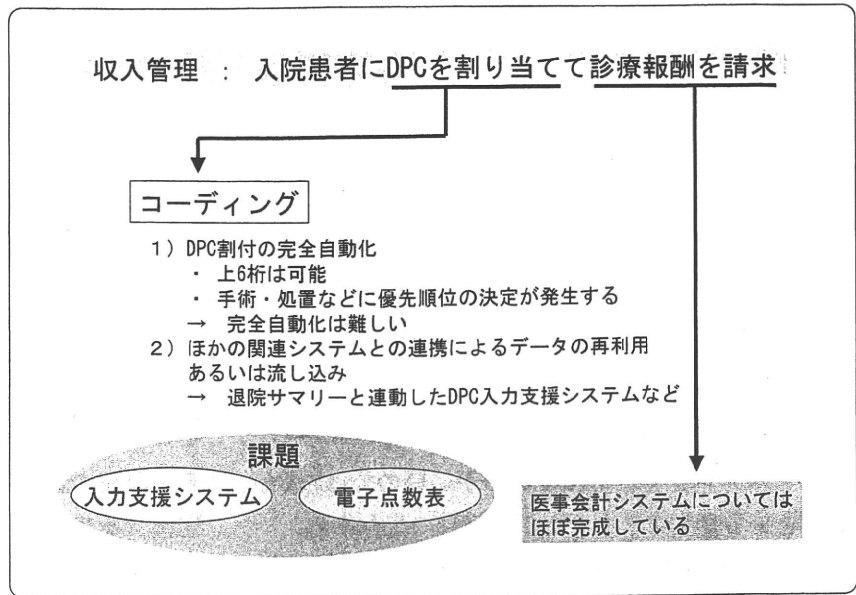 収入管理 ： 入院患者にDPCを割り当てて診療報酬を請求
コーディング
1）DPC割付の完全自動化
・ 上6桁は可能
・ 手術・処置などに優先順位の決定が発生する
→ 完全自動化は難しい
2）ほかの関連システムとの連携によるデータの再利用
あるいは流し込み
→ 退院サマリーと連動したDPC入力支援システムなど
課題
入力支援システム
電子点数表
医事会計システムについては
ほぼ完成している